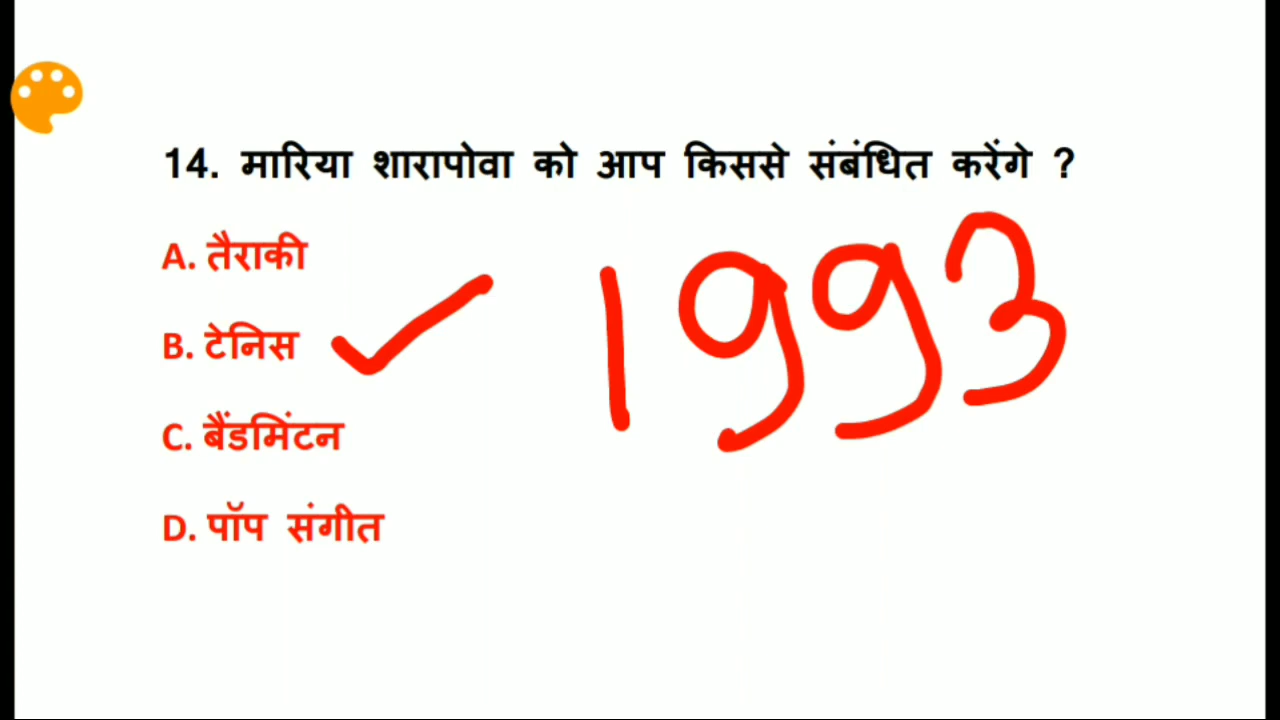 14. मारिया शारापोवा को आप किससे संबंधित करेंगे ?
A. तैराकी
B. टेनिस
1993
C. बैंडमिंटन
D. पॉप संगीत